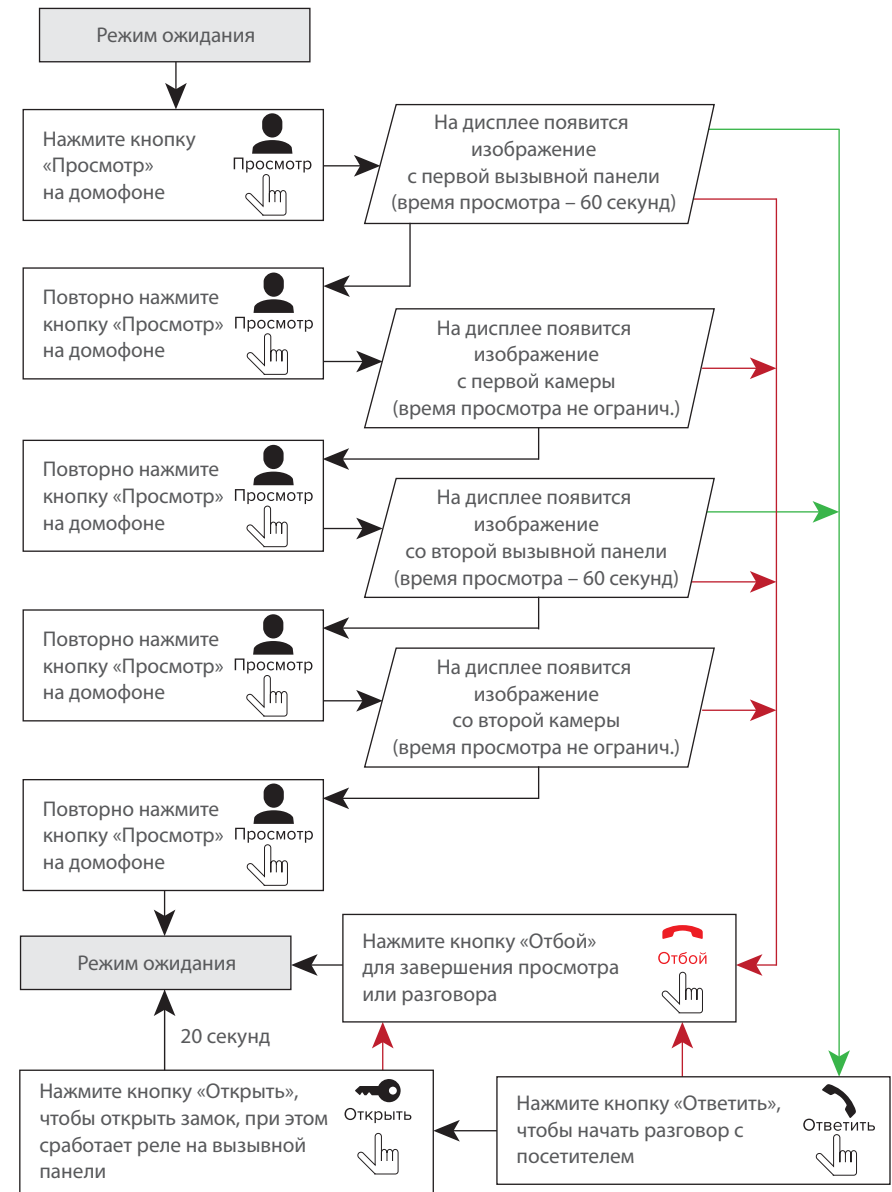 Режим ожидания
Нажмите кнопку
«Просмотр»
на домофоне
Просмотр
На дисплее появится
изображение
с первой вызывной панели
(время просмотра – 60 секунд)
Повторно нажмите
кнопку «Просмотр»
на домофоне
Просмотр
На дисплее появится
изображение
с первой камеры
(время просмотра не огранич.)
Повторно нажмите
кнопку «Просмотр»
на домофоне
Просмотр
На дисплее появится
изображение
со второй вызывной панели
(время просмотра – 60 секунд)
Повторно нажмите
кнопку «Просмотр»
на домофоне
Просмотр
На дисплее появится
изображение
со второй камеры
(время просмотра не огранич.)
Повторно нажмите
кнопку «Просмотр»
на домофоне
Просмотр
Режим ожидания
Нажмите кнопку «Отбой»
для завершения просмотра
или разговора
Отбой
20 секунд
Нажмите кнопку «Открыть»,
чтобы открыть замок, при этом
сработает реле на вызывной
панели
Открыть
Нажмите кнопку «Ответить»,
чтобы начать разговор с
посетителем
Ответить